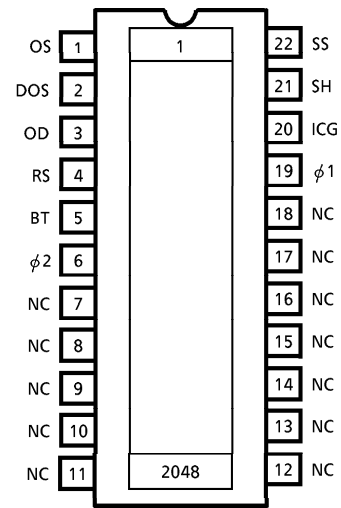 OS 1 1 22 SS
DOS 2 21 SH
OD 3 20 ICG
RS 4 19 ϕ1
BT 5 18 NC
ϕ2 6 17 NC
NC 7 16 NC
NC 8 15 NC
NC 9 14 NC
NC 10 13 NC
NC 11 2048 12 NC